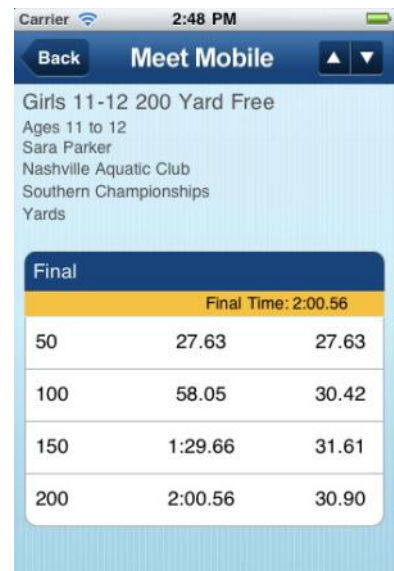 Carrier 2:48 PM
Back Meet Mobile
Girls 11-12 200 Yard Free
Ages 11 to 12
Sara Parker
Nashville Aquatic Club
Southern Championships
Yards
Final
Final Time: 2:00.56
50 27.63 27.63
100 58.05 30.42
150 1:29.66 31.61
200 2:00.56 30.90